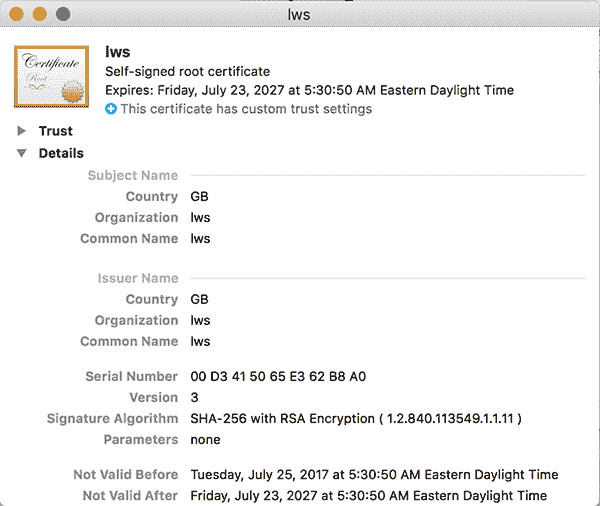 lws
Certificate
Root
lws
Self-signed root certificate
Expires: Friday, July 23, 2027 at 5:30:50 AM Eastern Daylight Time
This certificate has custom trust settings
Trust
Details
Subject Name
Country GB
Organization lws
Common Name lws
Issuer Name
Country GB
Organization lws
Common Name lws
Serial Number 00 D3 41 50 65 E3 62 B8 A0
Version 3
Signature Algorithm SHA-256 with RSA Encryption ( 1.2.840.113549.1.1.11 )
Parameters none
Not Valid Before Tuesday, July 25, 2017 at 5:30:50 AM Eastern Daylight Time
Not Valid After Friday, July 23, 2027 at 5:30:50 AM Eastern Daylight Time